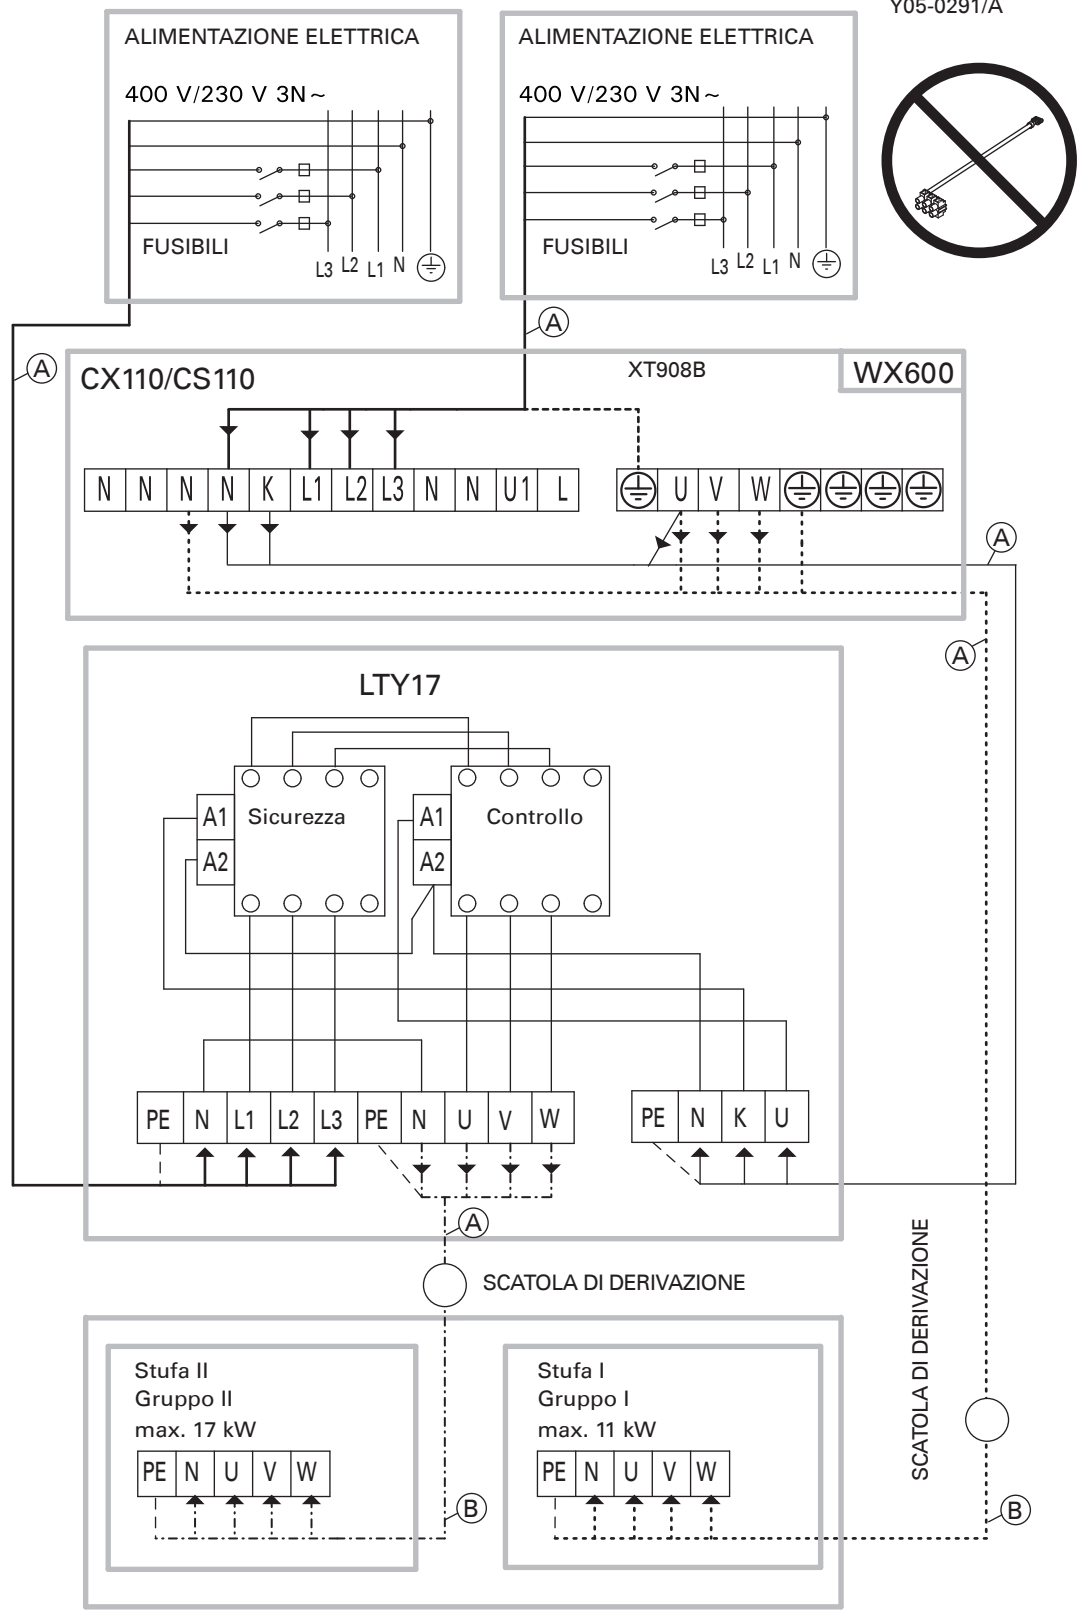 Y05-0291/A
ALIMENTAZIONE ELETTRICA
400 V/230 V 3N~
FUSIBILI
L3 L2 L1 N
ALIMENTAZIONE ELETTRICA
400 V/230 V 3N~
FUSIBILI
L3 L2 L1 N
A
A
CX110/CS110
XT908B
WX600
N N N N K L1 L2 L3 N N U1 L
U V W
A
A
LTY17
A1
A2
Sicurezza
A1
A2
Controllo
PE N L1 L2 L3 PE N U V W
PE N K U
A
SCATOLA DI DERIVAZIONE
SCATOLA DI DERIVAZIONE
Stufa II
Gruppo II
max. 17 kW
PE N U V W
B
Stufa I
Gruppo I
max. 11 kW
PE N U V W
B